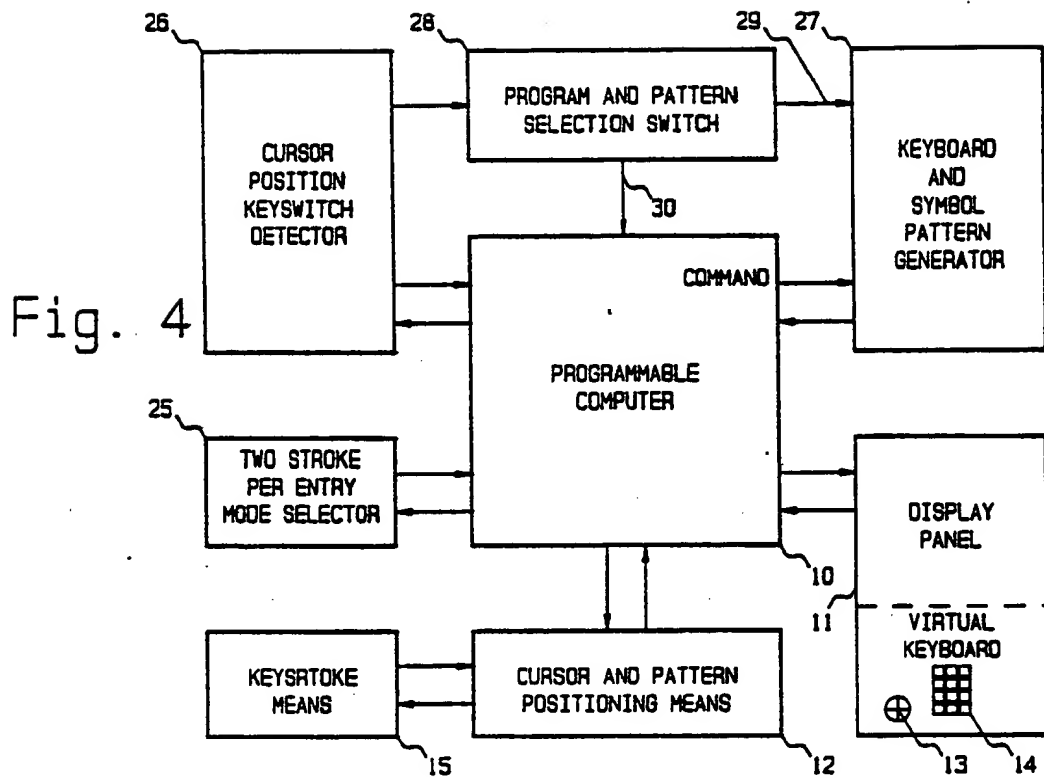 26
28
29
27
CURSOR
POSITION
KEYSWITCH
DETECTOR
PROGRAM AND PATTERN
SELECTION SWITCH
KEYBOARD
AND
SYMBOL
PATTERN
GENERATOR
30
COMMAND
PROGRAMMABLE
COMPUTER
Fig. 4
25
TWO STROKE
PER ENTRY
MODE SELECTOR
DISPLAY
PANEL
10
11
VIRTUAL
KEYBOARD
KEYSRTOKE
MEANS
CURSOR AND PATTERN
POSITIONING MEANS
15
12
13
14